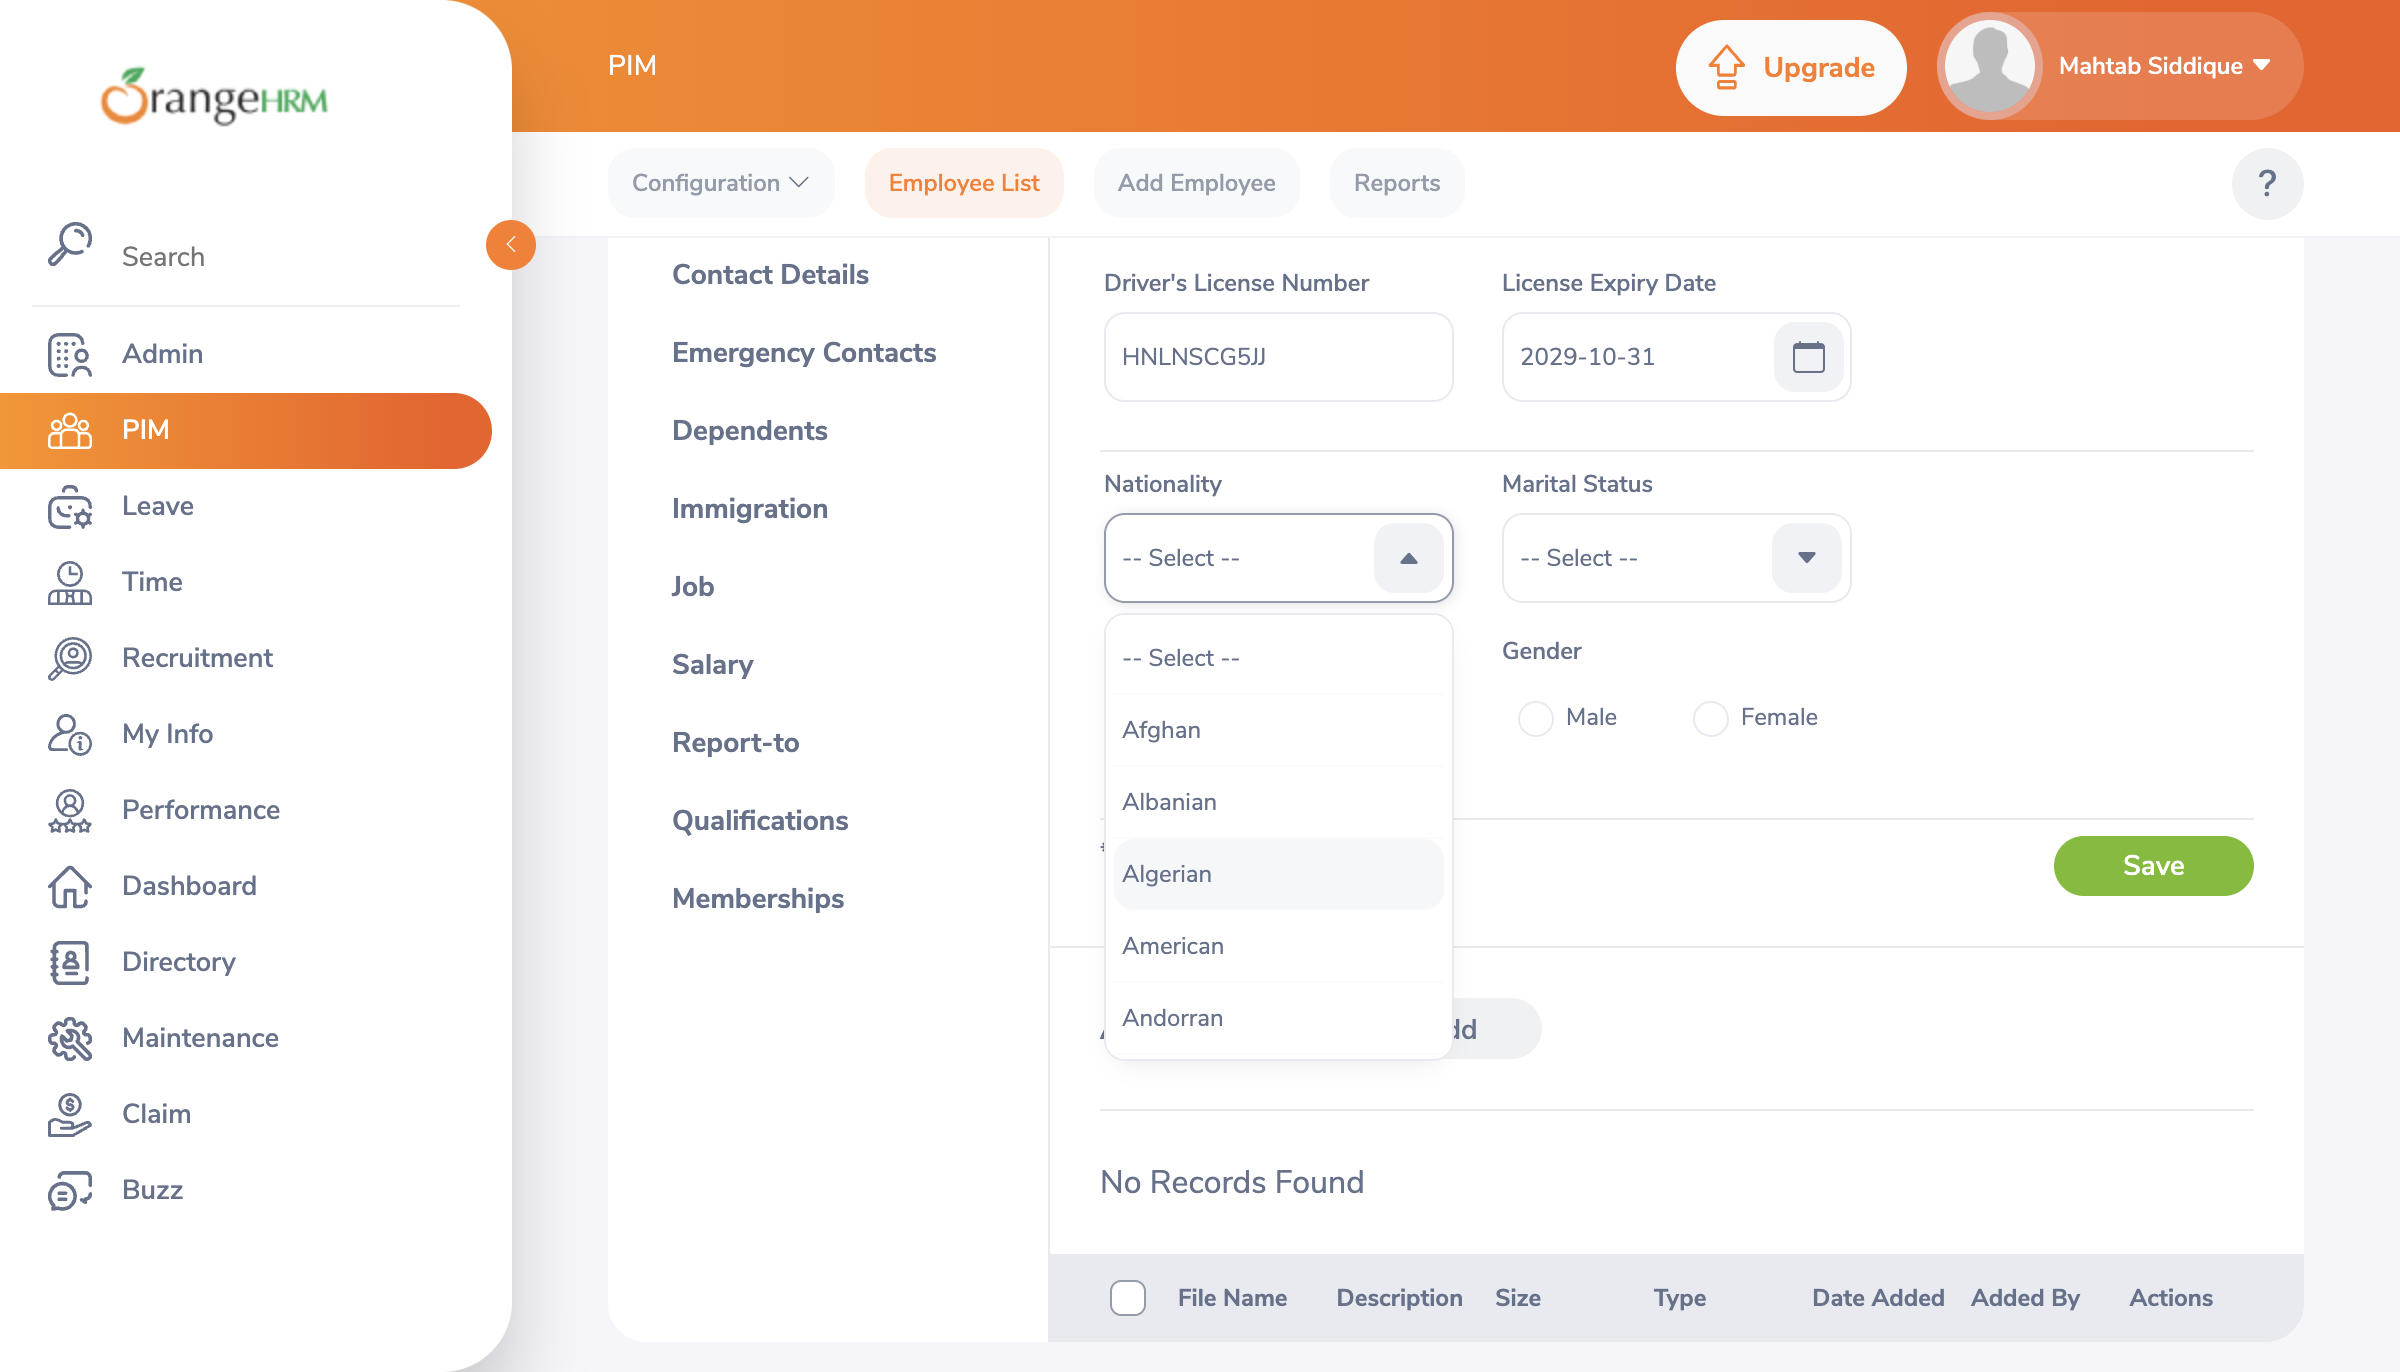 OrangeHRM
PIM
Upgrade
Mahtab Siddique
Configuration
Employee List
Add Employee
Reports
?
Search
Admin
PIM
Leave
Time
Recruitment
My Info
Performance
Dashboard
Directory
Maintenance
Claim
Buzz
Contact Details
Emergency Contacts
Dependents
Immigration
Job
Salary
Report-to
Qualifications
Memberships
Driver's License Number
License Expiry Date
HNLNSCG5JJ
2029-10-31
Nationality
Marital Status
-- Select --
-- Select --
-- Select --
Afghan
Albanian
Algerian
American
Andorran
Gender
Male
Female
Save
dd
No Records Found
File Name
Description
Size
Type
Date Added
Added By
Actions